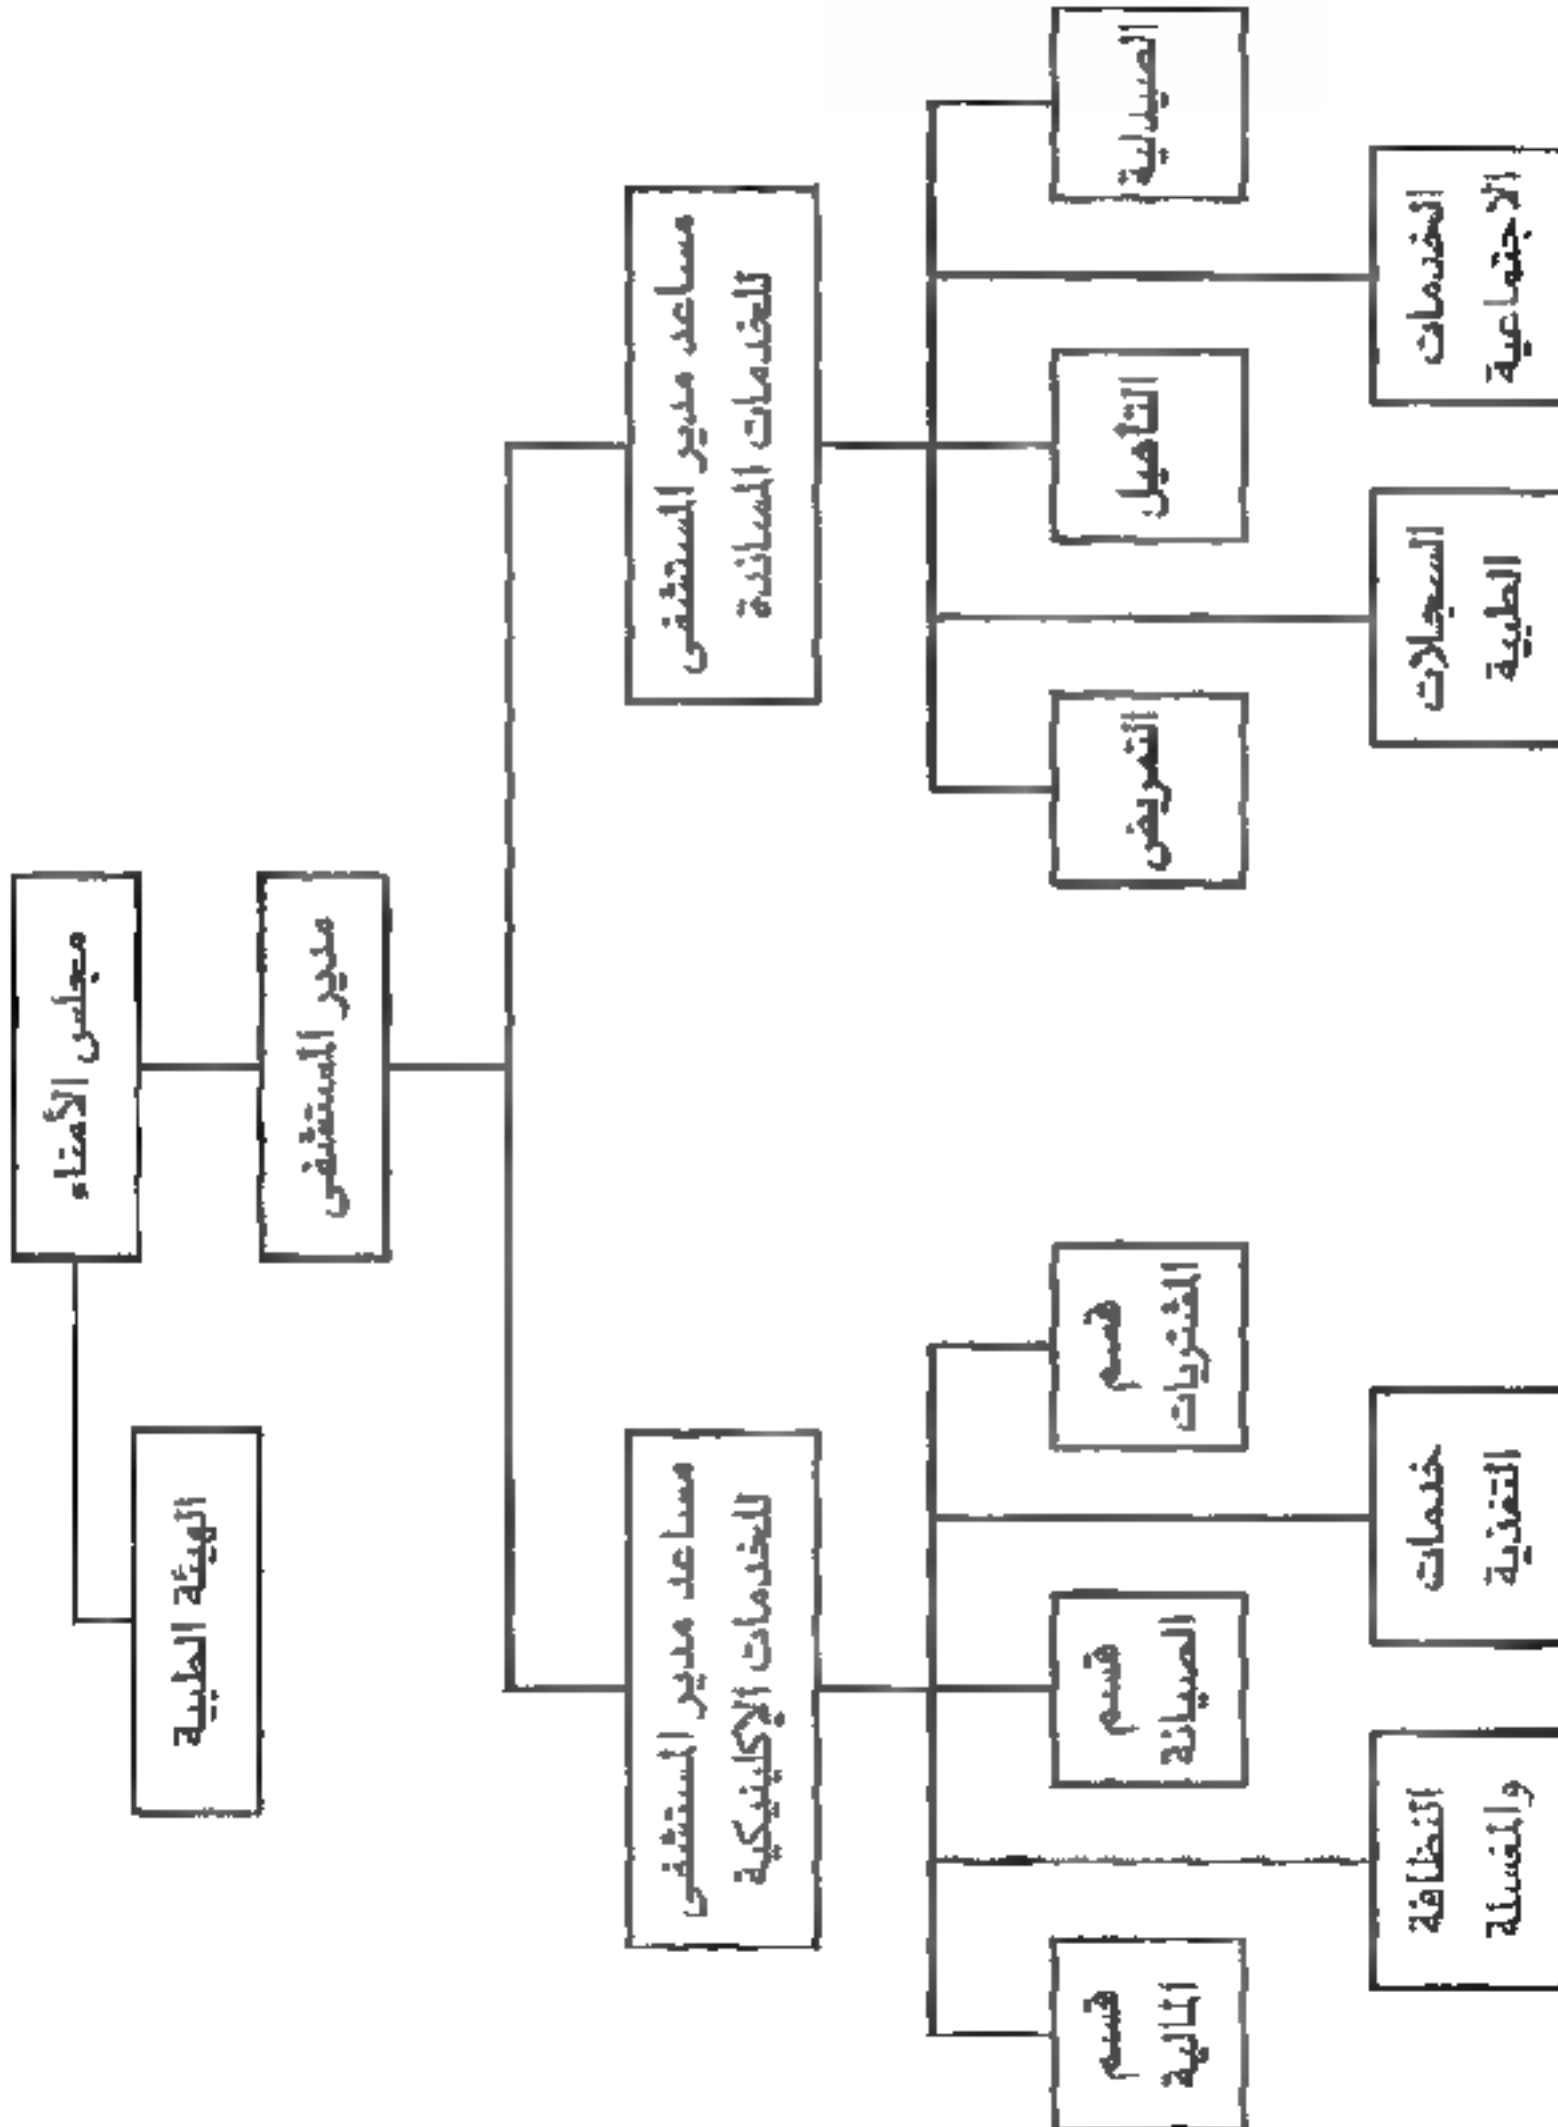 مجلس الأمناء
الهيئة الطبية
مدير المستشفى
مساعد مدير المستشفى
للخدمات المساندة
مساعد مدير المستشفى
للخدمات الإكلينيكية
الصيدلية
التأهيل
التمريض
الخدمات
الاجتماعية
السجلات
الطبية
قسم
المشتريات
قسم
الصيانة
قسم
المالية
خدمات
التغذية
النظافة
والغسلة